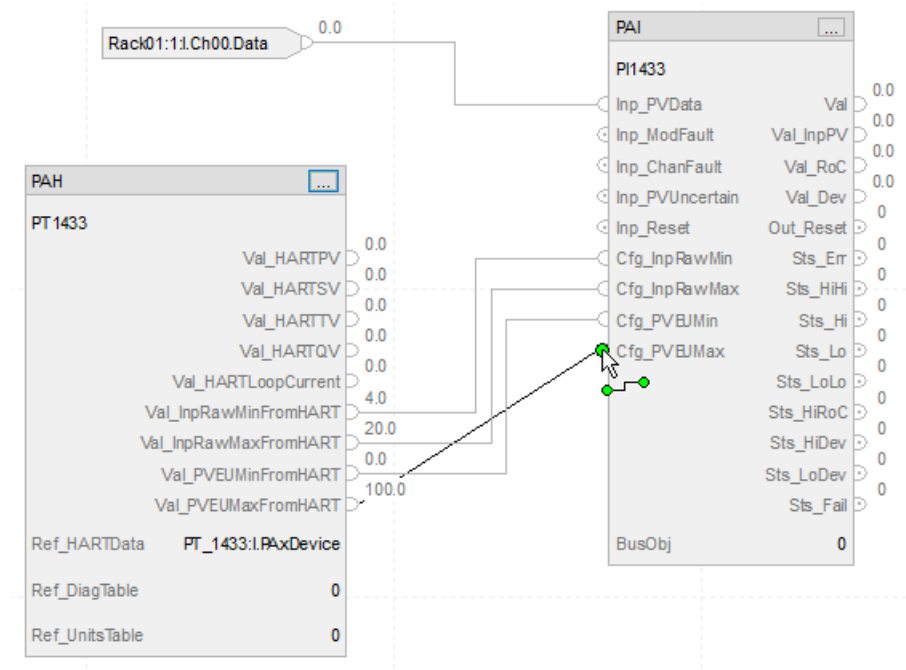 Rack01:1:I.Ch00.Data
0.0
PAH
...
PT1433
Val_HARTPV
0.0
Val_HARTSV
0.0
Val_HARTTV
0.0
Val_HARTQV
0.0
Val_HARTLoopCurrent
0.0
Val_InpRawMinFromHART
4.0
Val_InpRawMaxFromHART
20.0
Val_PVEUMinFromHART
0.0
Val_PVEUMaxFromHART
100.0
Ref_HARTData PT_1433:I.PAxDevice
Ref_DiagTable 0
Ref_UnitsTable 0
PAI
...
PI1433
Inp_PVData Val
0.0
Inp_ModFault Val_InpPV
0.0
Inp_ChanFault Val_RoC
0.0
Inp_PVUncertain Val_Dev
0.0
Inp_Reset Out_Reset
0
Cfg_InpRawMin Sts_Err
0
Cfg_InpRawMax Sts_HiHi
0
Cfg_PVEUMin Sts_Hi
0
Cfg_PVEUMax Sts_Lo
0
Sts_LoLo
0
Sts_HiRoC
0
Sts_HiDev
0
Sts_LoDev
0
Sts_Fail
0
BusObj 0